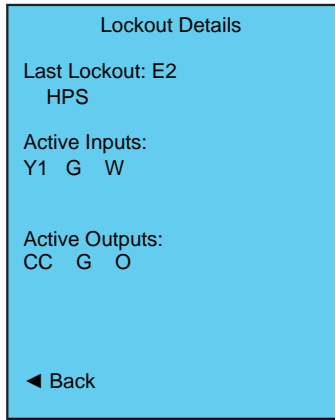 Lockout Details
Last Lockout: E2
HPS
Active Inputs:
Y1 G W
Active Outputs:
CC G O
◄ Back